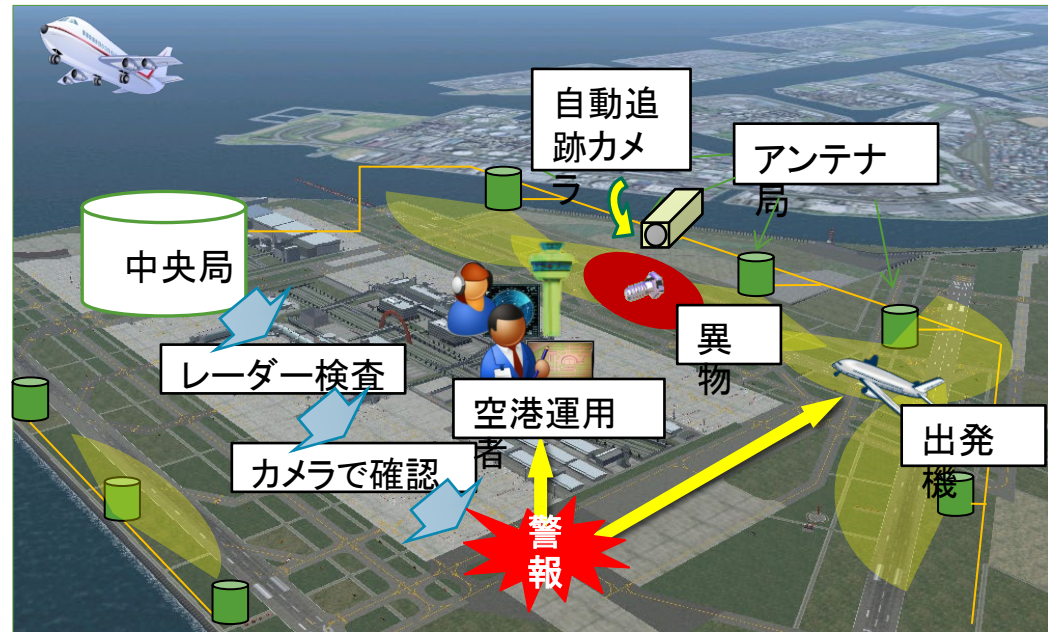 自動追
跡カメ
ラ
アンテナ
局
中央局
異
物
レーダー検査
空港運用
者
出発
機
カメラで確認
警
報